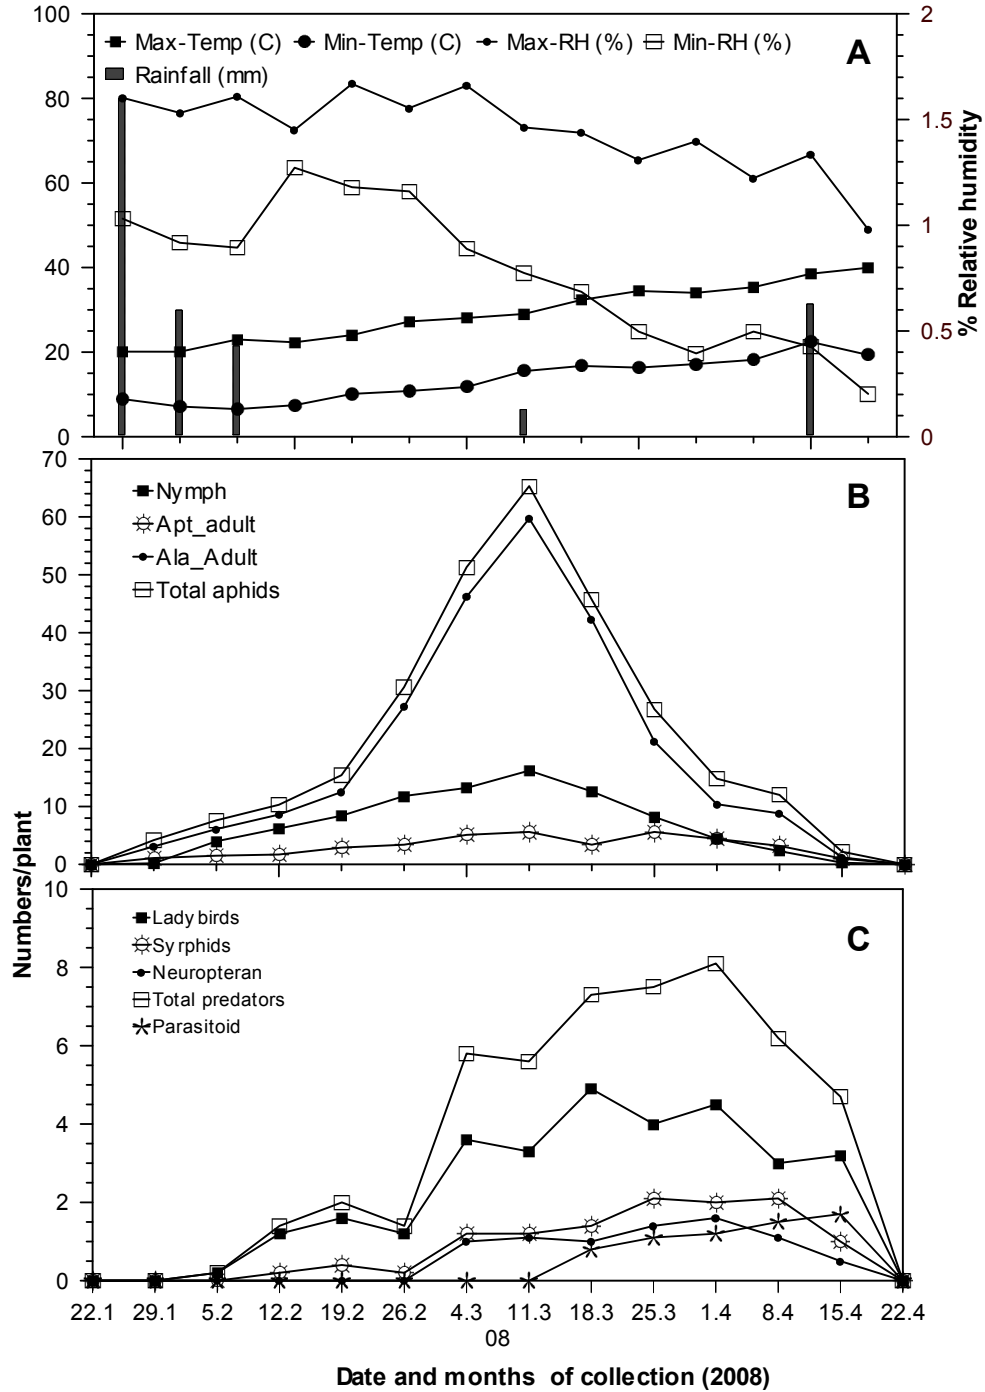 100
2
Max-Temp (C) Min-Temp (C) Max-RH (%) Min-RH (%)
A
Rainfall (mm)
80
1.5
60
1
40
0.5
20
0
0
% Relative humidity
70
Nymph
B
60
Apt_adult
Ala_Adult
50
Total aphids
40
30
20
10
0
Numbers/plant
10
Lady birds
C
Syrphids
8
Neuropteran
Total predators
Parasitoid
6
4
2
0
22.1 29.1 5.2 12.2 19.2 26.2 4.3 11.3 18.3 25.3 1.4 8.4 15.4 22.4
08
Date and months of collection (2008)